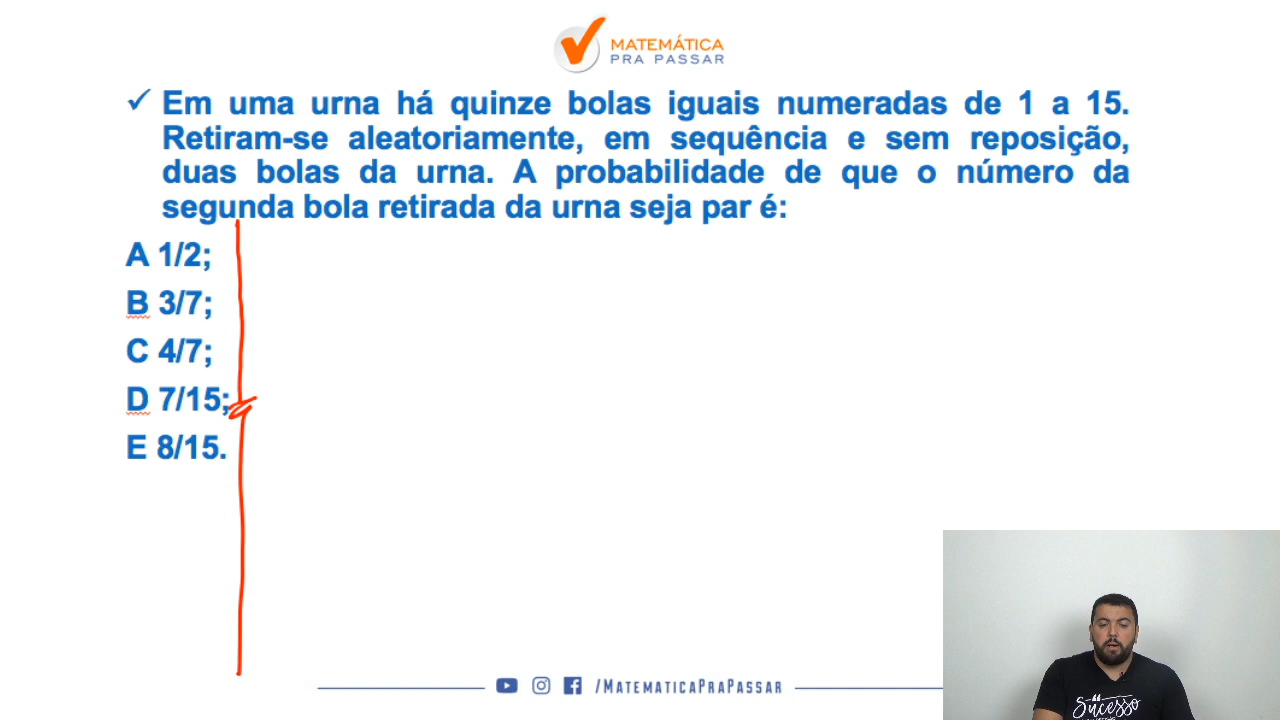 MATEMÁTICA
PRA PASSAR
✓ Em uma urna há quinze bolas iguais numeradas de 1 a 15.
Retiram-se aleatoriamente, em sequência e sem reposição,
duas bolas da urna. A probabilidade de que o número da
segunda bola retirada da urna seja par é:
A 1/2;
B 3/7;
C 4/7;
D 7/15;
E 8/15.
/MATEMATICAPRAPASSAR
Sucesso